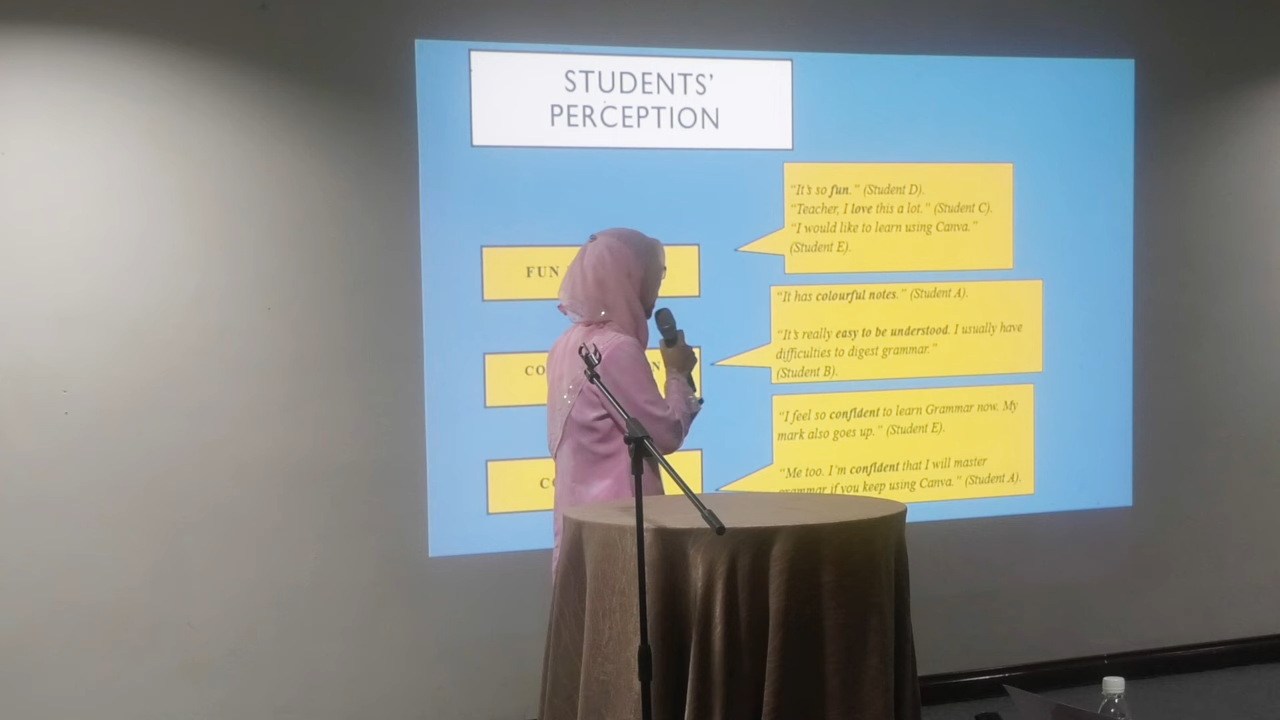 STUDENTS'
PERCEPTION
"It's so fun." (Student D).
"Teacher, I love this a lot." (Student C).
"I would like to learn using Canva."
(Student E).
FUN
"It has colourful notes." (Student A).
"It's really easy to be understood. I usually have
difficulties to digest grammar."
(Student B).
"I feel so confident to learn Grammar now. My
mark also goes up." (Student E).
"Me too. I'm confident that I will master
grammar if you keep using Canva." (Student A).